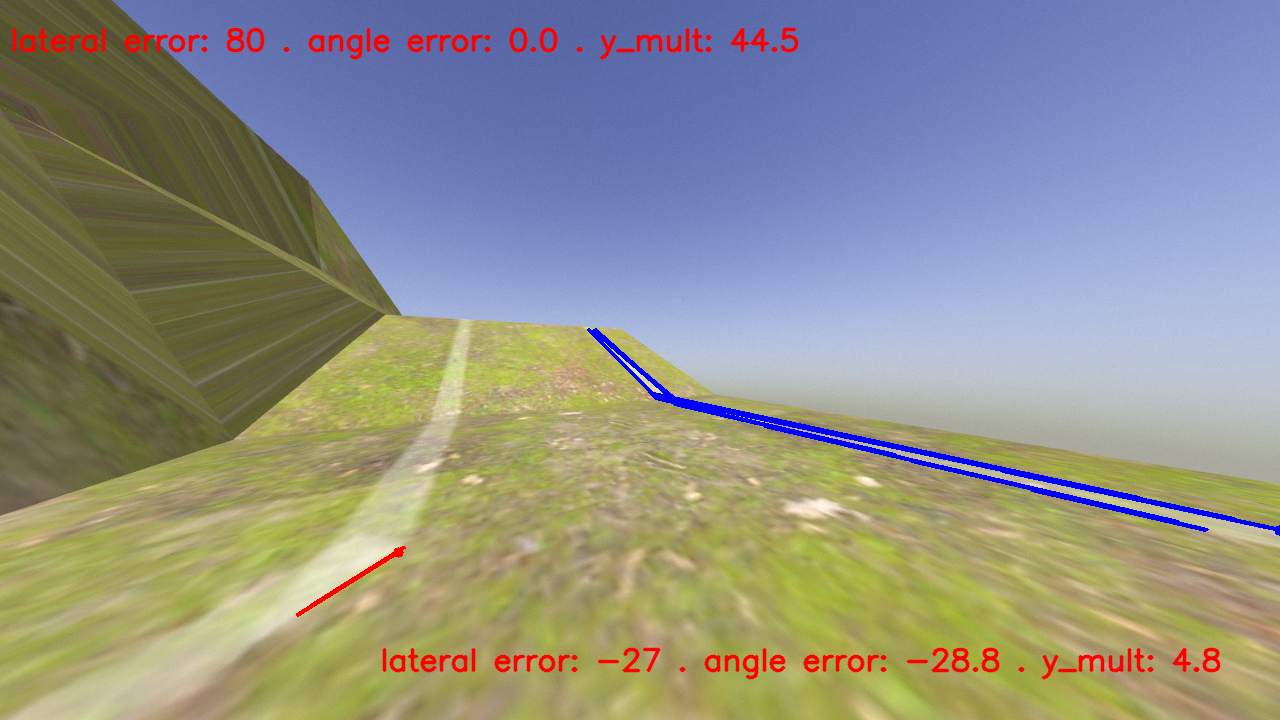 lateral error: 80 . angle error: 0.0 . y_mult: 44.5
lateral error: -27 . angle error: -28.8 . y_mult: 4.8